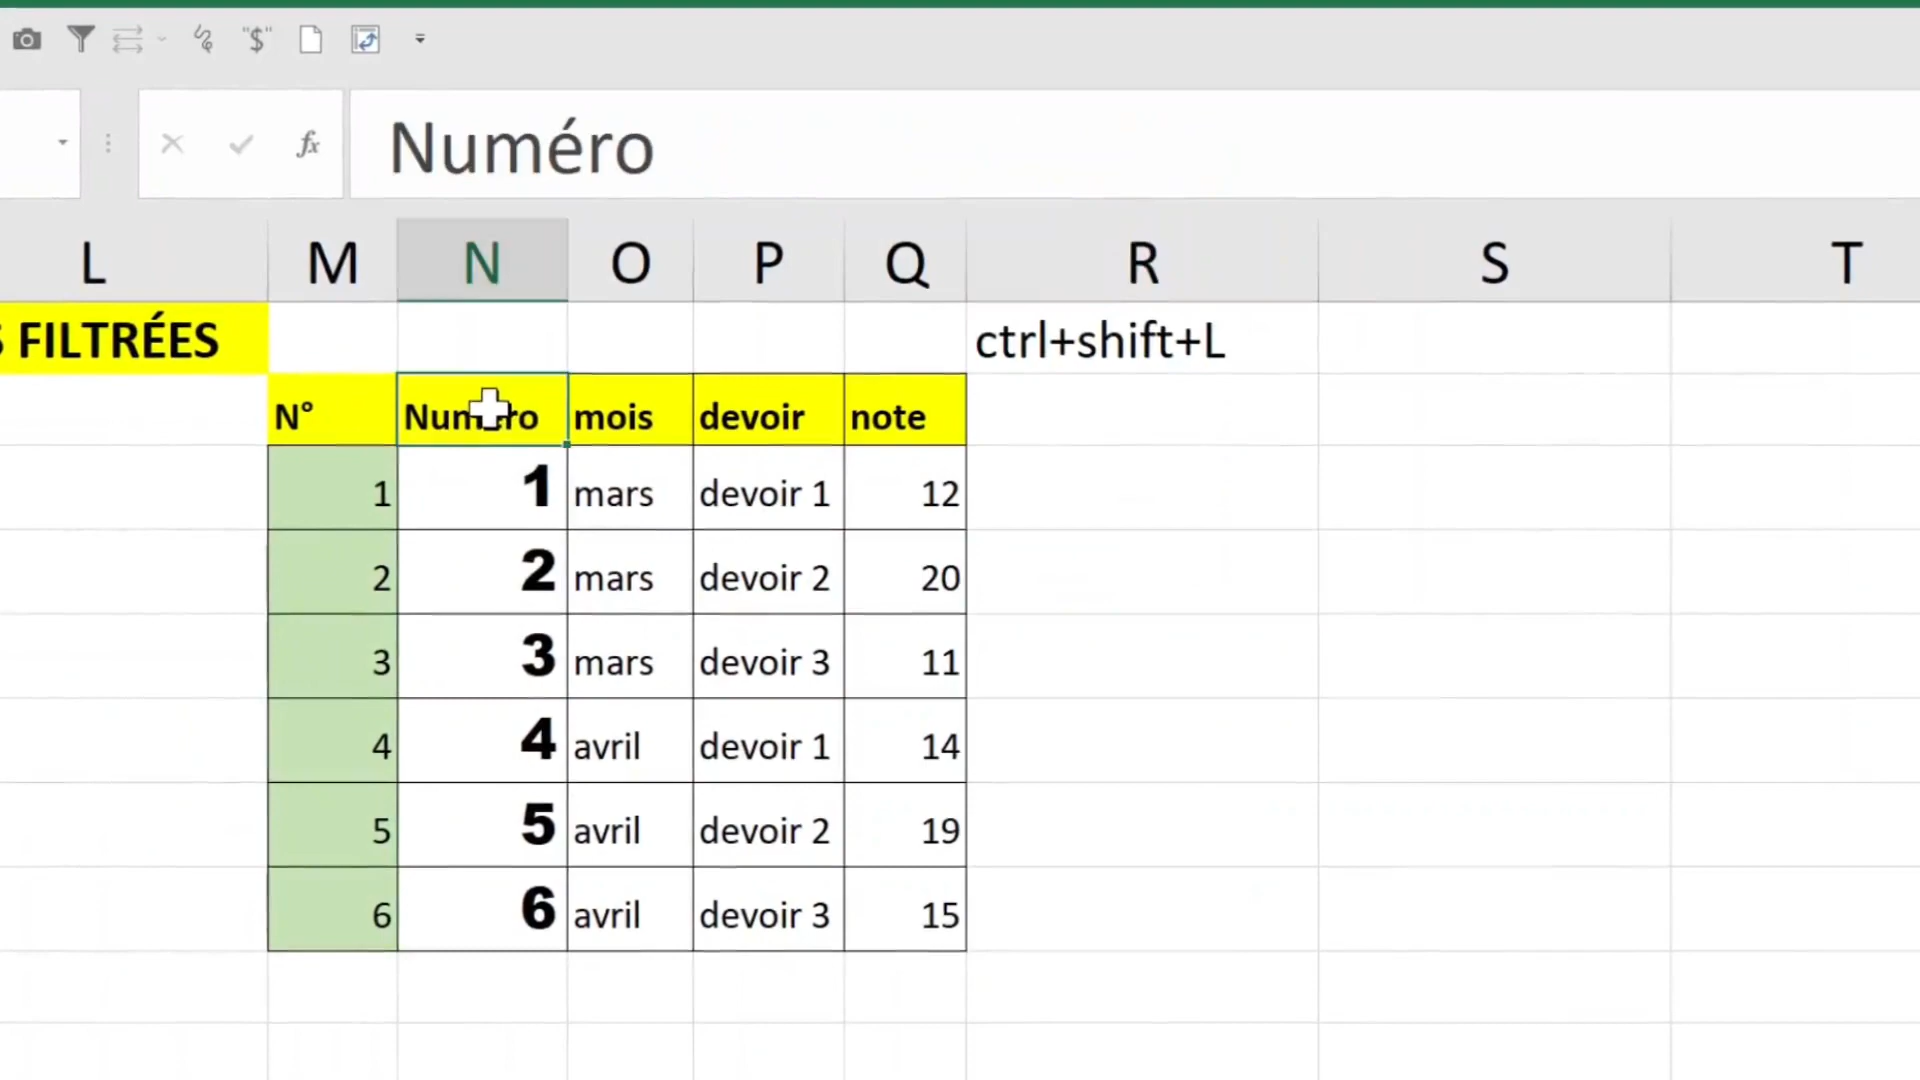 "$"
fx Numéro
L M N O P Q R S T
S FILTRÉES ctrl+shift+L
N° Numéro mois devoir note
1 1 mars devoir 1 12
2 2 mars devoir 2 20
3 3 mars devoir 3 11
4 4 avril devoir 1 14
5 5 avril devoir 2 19
6 6 avril devoir 3 15